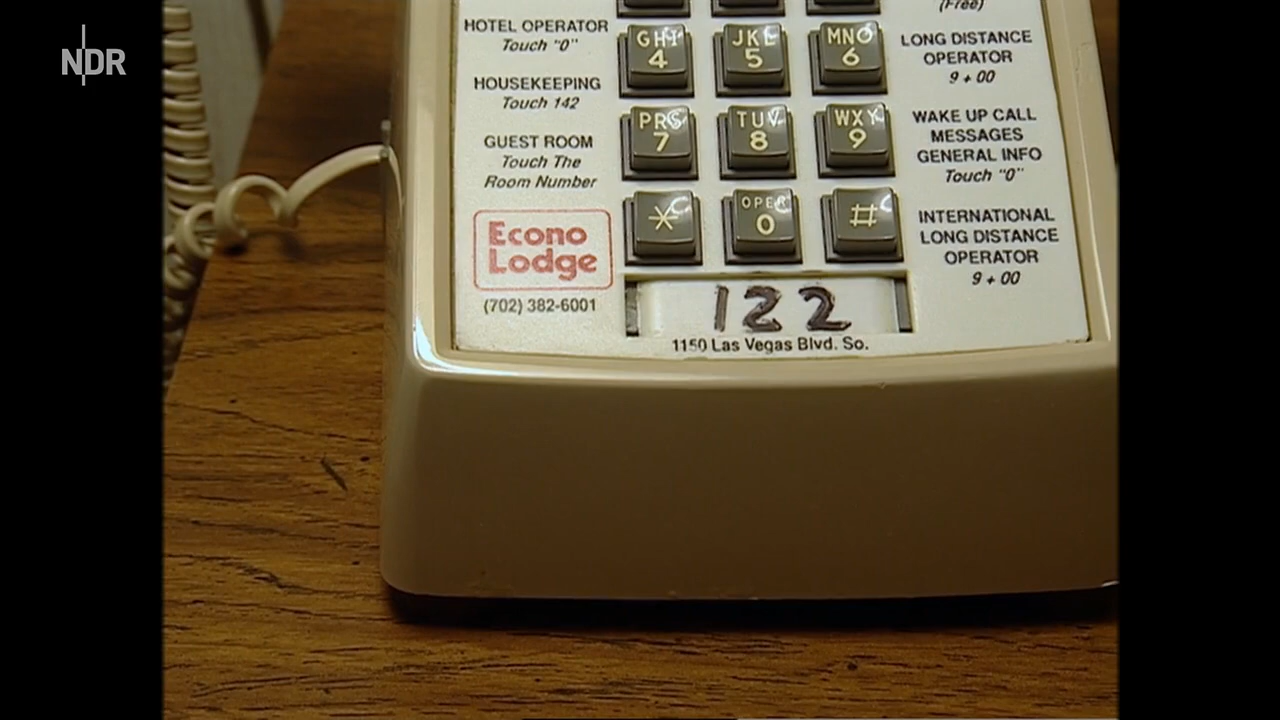 NDR
HOTEL OPERATOR
Touch "0"
HOUSEKEEPING
Touch 142
GUEST ROOM
Touch The
Room Number
Econo
Lodge
(702) 382-6001
GHI
4
JKL
5
MNO
6
PRS
7
TUV
8
WXY
9
*
OPER
0
#
122
1150 Las Vegas Blvd. So.
(Free)
LONG DISTANCE
OPERATOR
9 + 00
WAKE UP CALL
MESSAGES
GENERAL INFO
Touch "0"
INTERNATIONAL
LONG DISTANCE
OPERATOR
9 + 00